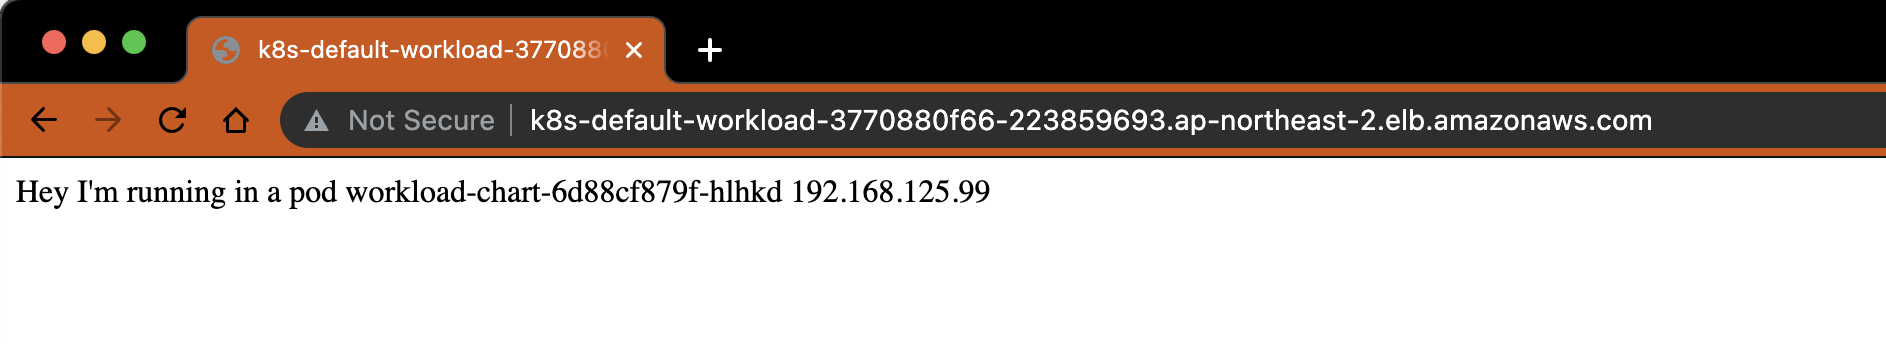 k8s-default-workload-377088
Not Secure k8s-default-workload-3770880f66-223859693.ap-northeast-2.elb.amazonaws.com
Hey I'm running in a pod workload-chart-6d88cf879f-hlhkd 192.168.125.99